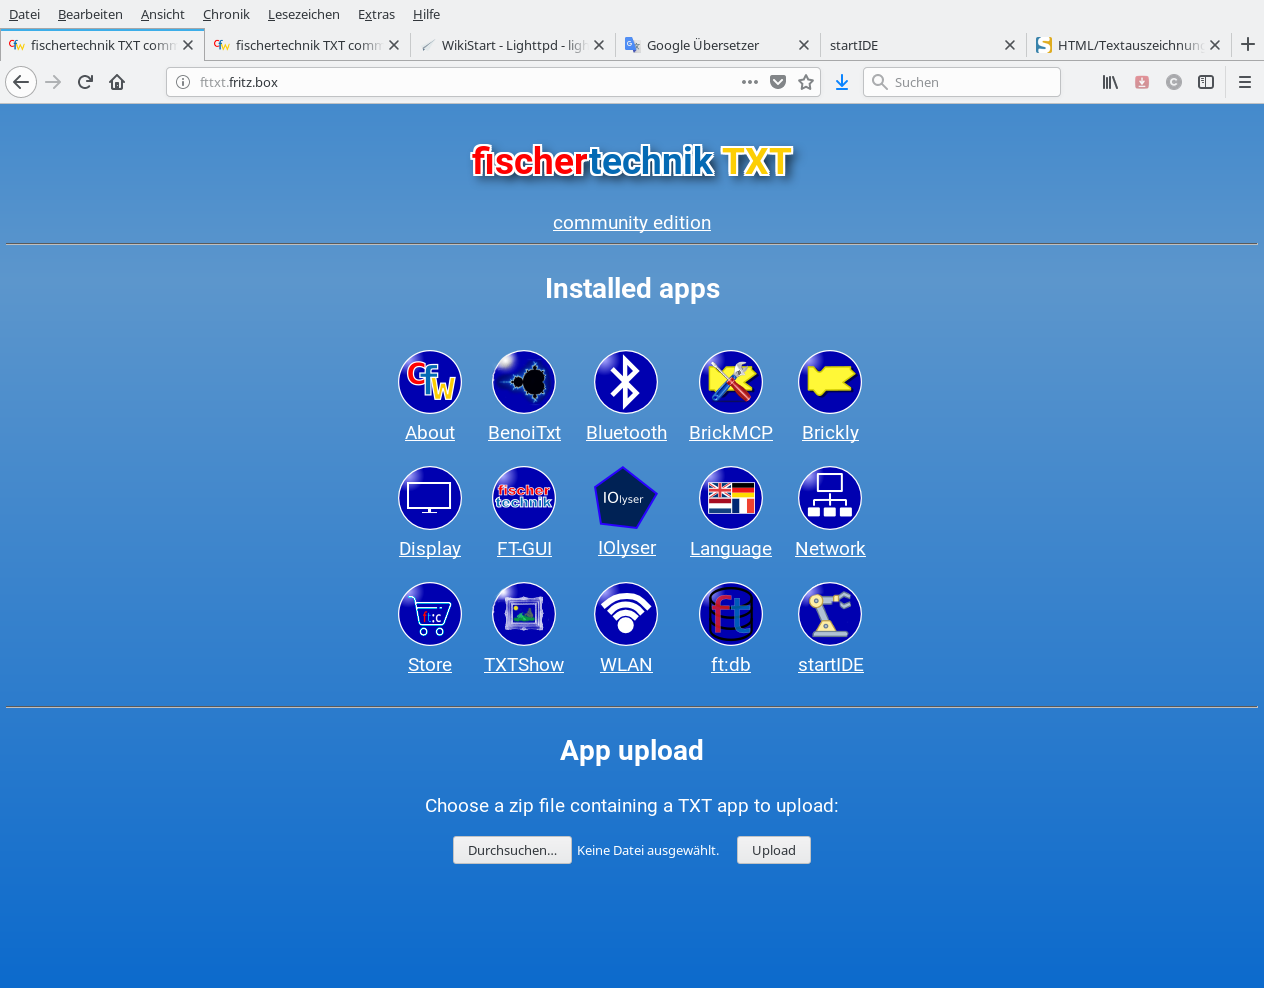 Datei Bearbeiten Ansicht Chronik Lesezeichen Extras Hilfe
fischertechnik TXT comm fischertechnik TXT comm WikiStart - Lighttpd - ligh Google Übersetzer startIDE HTML/Textauszeichnung
fttxt.fritz.box Suchen
fischertechnik TXT
community edition
Installed apps
CfW
About BenoiTxt Bluetooth BrickMCP Brickly
fischer technik IOlyser
Display FT-GUI IOlyser Language Network
ft:c ft
Store TXTShow WLAN ft:db startIDE
App upload
Choose a zip file containing a TXT app to upload:
Durchsuchen... Keine Datei ausgewählt. Upload